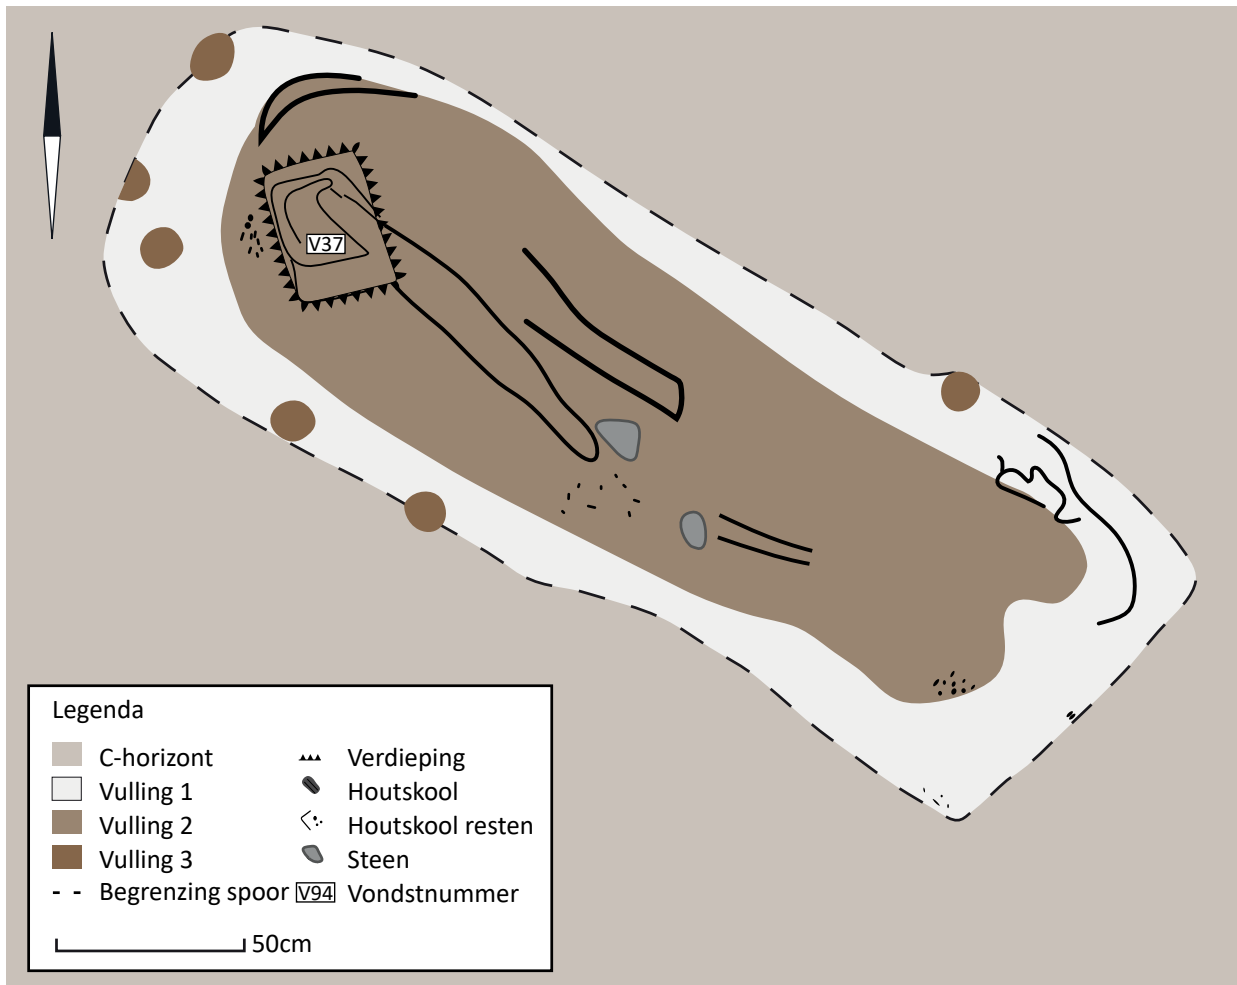 V37
Legenda
C-horizont
Vulling 1
Vulling 2
Vulling 3
Begrenzing spoor
50cm
Verdieping
Houtskool
Houtskool resten
Steen
V94 Vondstnummer